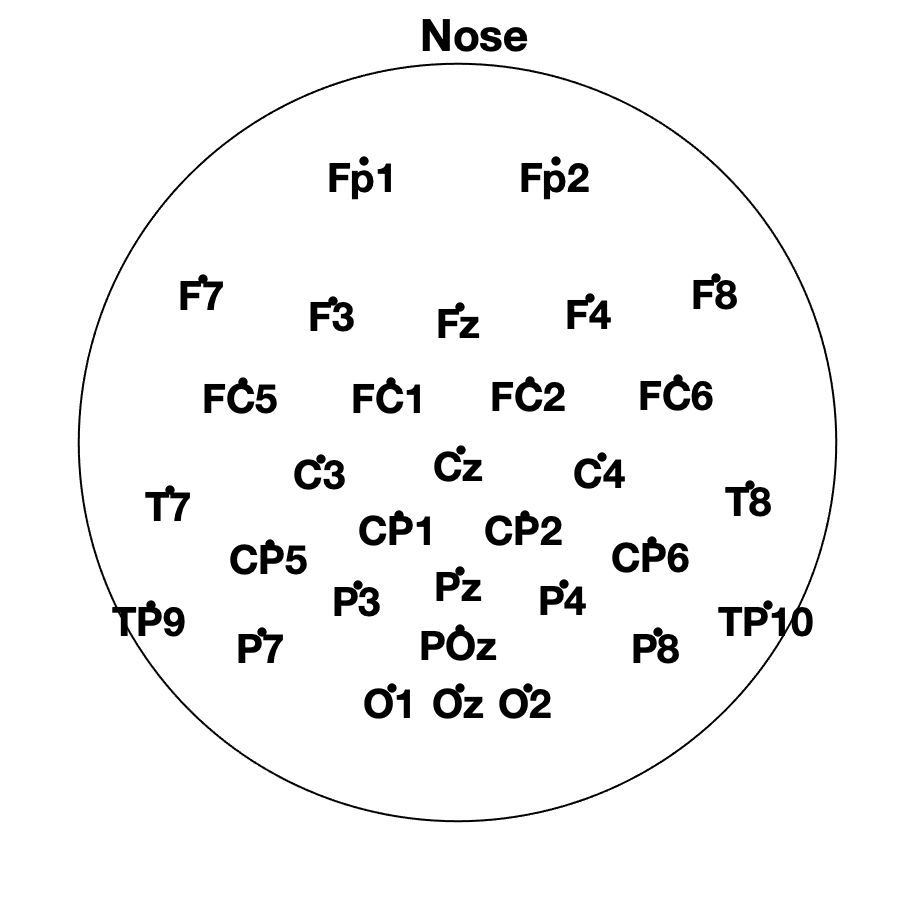 Nose
Fp1 Fp2
F7 F3 Fz F4 F8
FC5 FC1 FC2 FC6
T7 C3 Cz C4 T8
CP5 CP1 CP2 CP6
TP9 P7 P3 Pz P4 P8 TP10
POz
O1 Oz O2